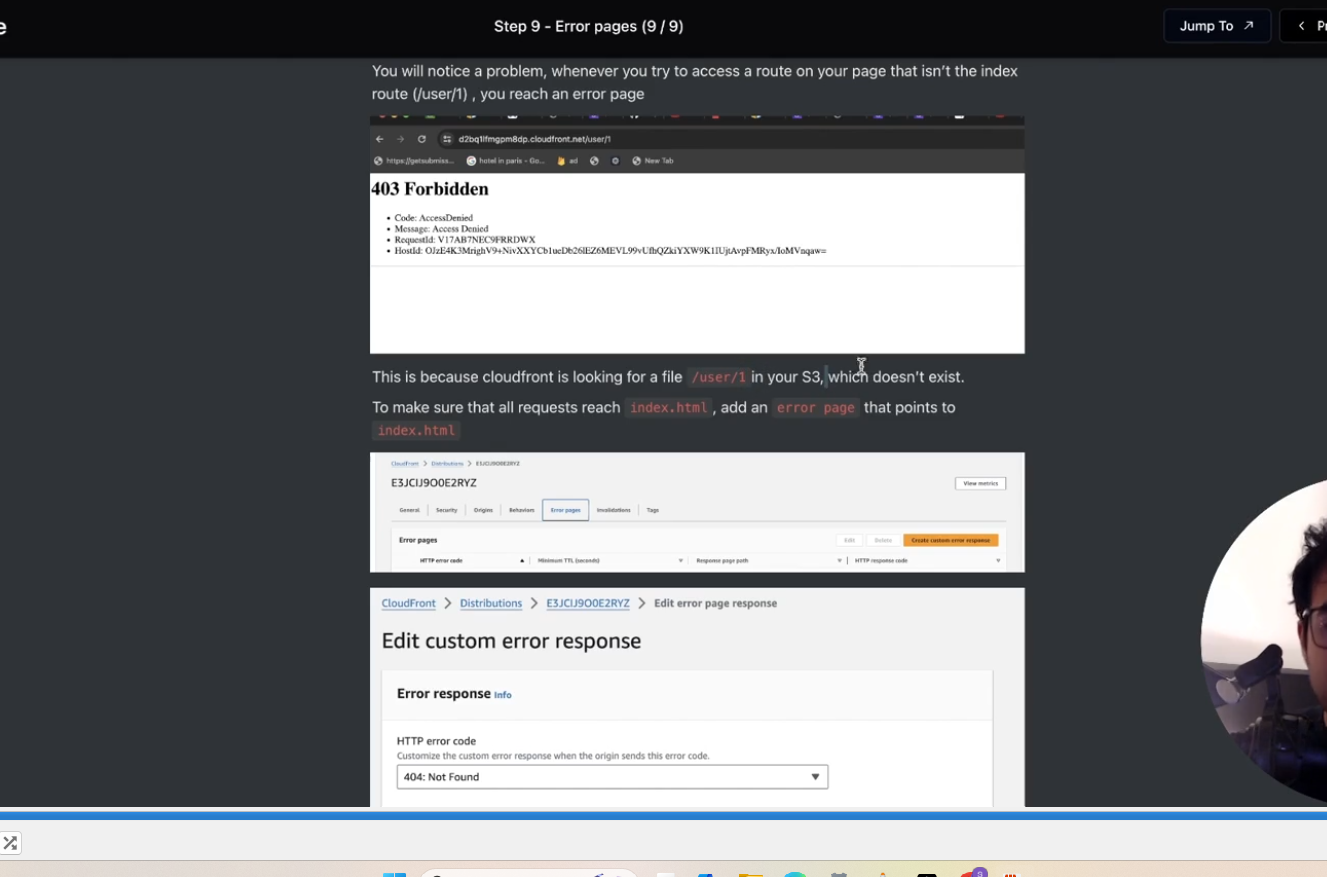 e
Step 9 - Error pages (9 / 9)
Jump To ↗
‹ Pr
You will notice a problem, whenever you try to access a route on your page that isn't the index
route (/user/1) , you reach an error page
d2bq1lfmgpm8dp.cloudfront.net/user/1
https://getsubmiss...
hotel in paris - Go...
ad
New Tab
403 Forbidden
• Code: AccessDenied
• Message: Access Denied
• RequestId: V17AB7NEC9FRRDWX
• HostId:
This is because cloudfront is looking for a file /user/1 in your S3, which doesn't exist.
To make sure that all requests reach index.html , add an error page that points to
index.html
CloudFront > Distributions > E3JCIJ9O0E2RYZ
E3JCIJ9O0E2RYZ
View metrics
General
Security
Origins
Behaviors
Error pages
Invalidations
Tags
Error pages
Edit
Delete
Create custom error response
HTTP error code
Minimum TTL (seconds)
Response page path
HTTP response code
CloudFront > Distributions > E3JCIJ9O0E2RYZ > Edit error page response
Edit custom error response
Error response Info
HTTP error code
Customize the custom error response when the origin sends this error code.
404: Not Found
3